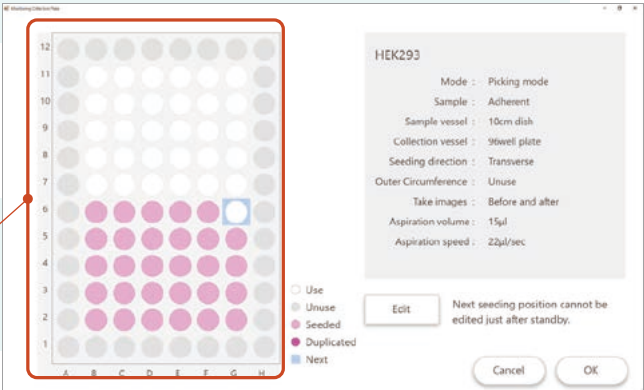 Monitoring Collection Plate
12
11
10
9
8
7
6
5
4
3
2
1
A B C D E F G H
Use
Unuse
Seeded
Duplicated
Next
HEK293
Mode : Picking mode
Sample : Adherent
Sample vessel : 10cm dish
Collection vessel : 96well plate
Seeding direction : Transverse
Outer Circumference : Unuse
Take images : Before and after
Aspiration volume : 15μl
Aspiration speed : 22μl/sec
Edit
Next seeding position cannot be
edited just after standby.
Cancel
OK